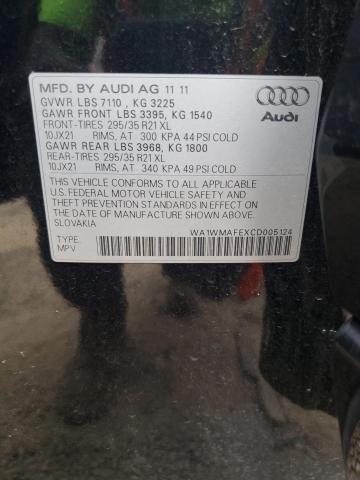 MFD. BY AUDI AG 11 11
GVWR LBS 7110 , KG 3225
GAWR FRONT LBS 3395, KG 1540
FRONT-TIRES 295/35 R21 XL
10JX21 RIMS, AT 300 KPA 44 PSI COLD
GAWR REAR LBS 3968, KG 1800
REAR-TIRES 295/35 R21 XL
10JX21 RIMS, AT 340 KPA 49 PSI COLD
THIS VEHICLE CONFORMS TO ALL APPLICABLE
U.S. FEDERAL MOTOR VEHICLE SAFETY AND
THEFT PREVENTION STANDARDS IN EFFECT ON
THE DATE OF MANUFACTURE SHOWN ABOVE.
SLOVAKIA
TYPE: WA1WMAFEXCD005124
MPV
Audi